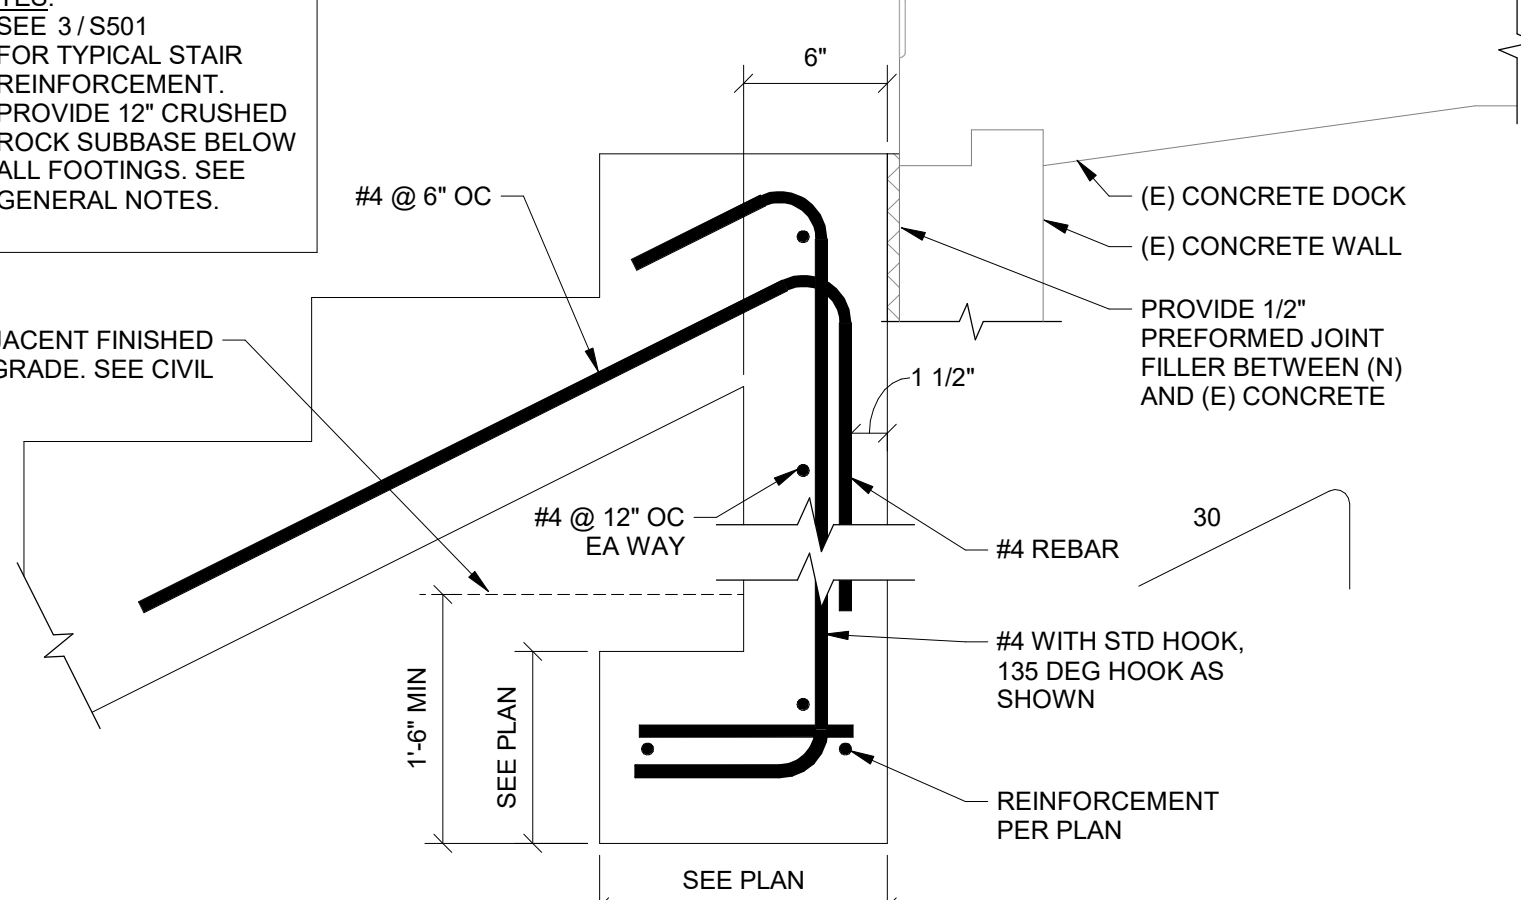 SEE 3 / S501
FOR TYPICAL STAIR
REINFORCEMENT.
PROVIDE 12" CRUSHED
ROCK SUBBASE BELOW
ALL FOOTINGS. SEE
GENERAL NOTES.
6"
#4 @ 6" OC
(E) CONCRETE DOCK
(E) CONCRETE WALL
PROVIDE 1/2"
PREFORMED JOINT
FILLER BETWEEN (N)
AND (E) CONCRETE
FINISHED
GRADE. SEE CIVIL
1 1/2"
#4 @ 12" OC
EA WAY
#4 REBAR
30
#4 WITH STD HOOK,
135 DEG HOOK AS
SHOWN
1'-6" MIN
SEE PLAN
REINFORCEMENT
PER PLAN
SEE PLAN